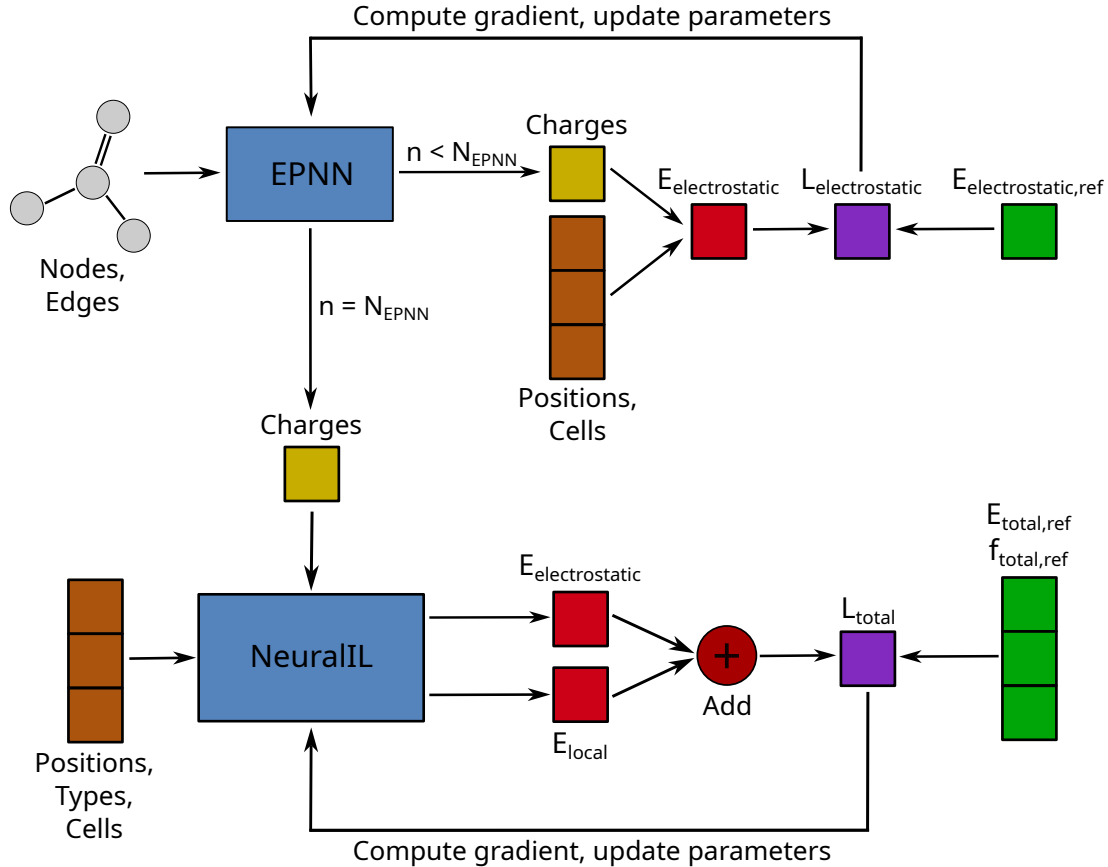 Compute gradient, update parameters
EPNN
n < N_EPNN
Charges
E_electrostatic
L_electrostatic
E_electrostatic,ref
Nodes,
Edges
n = N_EPNN
Positions,
Cells
Charges
E_total,ref
f_total,ref
E_electrostatic
L_total
NeuralIL
+
Add
E_local
Positions,
Types,
Cells
Compute gradient, update parameters